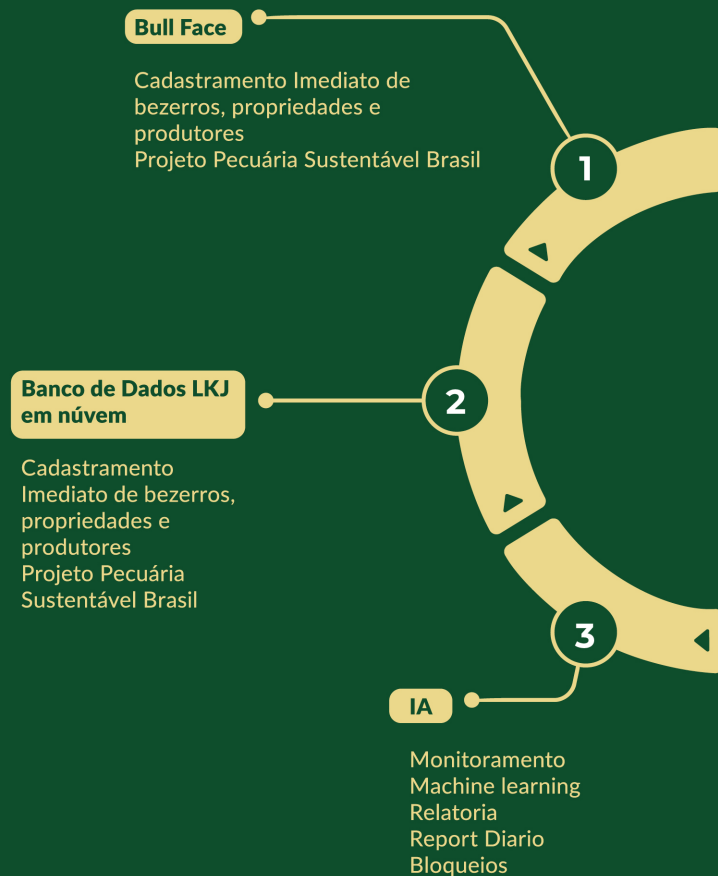 Bull Face
Cadastramento Imediato de
bezerros, propriedades e
produtores
Projeto Pecuária Sustentável Brasil
1
Banco de Dados LKJ
em núvem
2
Cadastramento
Imediato de bezerros,
propriedades e
produtores
Projeto Pecuária
Sustentável Brasil
3
IA
Monitoramento
Machine learning
Relatoria
Report Diario
Bloqueios